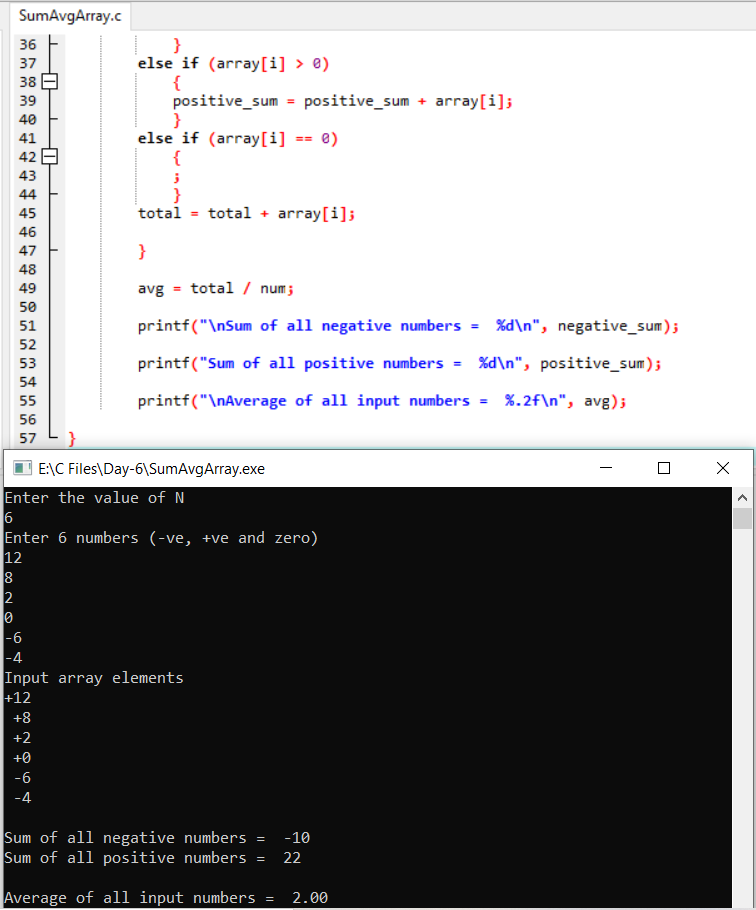 SumAvgArray.c
36 }
37 else if (array[i] > 0)
38 {
39 positive_sum = positive_sum + array[i];
40 }
41 else if (array[i] == 0)
42 {
43 ;
44 }
45 total = total + array[i];
46
47 }
48
49 avg = total / num;
50
51 printf("\nSum of all negative numbers =  %d\n", negative_sum);
52
53 printf("Sum of all positive numbers =  %d\n", positive_sum);
54
55 printf("\nAverage of all input numbers =  %.2f\n", avg);
56
57 }
E:\C Files\Day-6\SumAvgArray.exe
Enter the value of N
6
Enter 6 numbers (-ve, +ve and zero)
12
8
2
0
-6
-4
Input array elements
+12
+8
+2
+0
-6
-4
Sum of all negative numbers =  -10
Sum of all positive numbers =  22
Average of all input numbers =  2.00